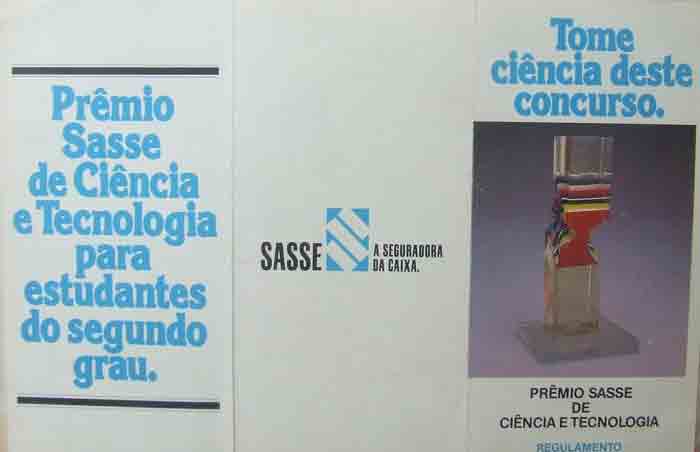 Prêmio
Sasse
de Ciência
e Tecnologia
para
estudantes
do segundo
grau.
SASSE
A SEGURADORA
DA CAIXA.
Tome
ciência deste
concurso.
PRÊMIO SASSE
DE
CIÊNCIA E TECNOLOGIA
REGULAMENTO